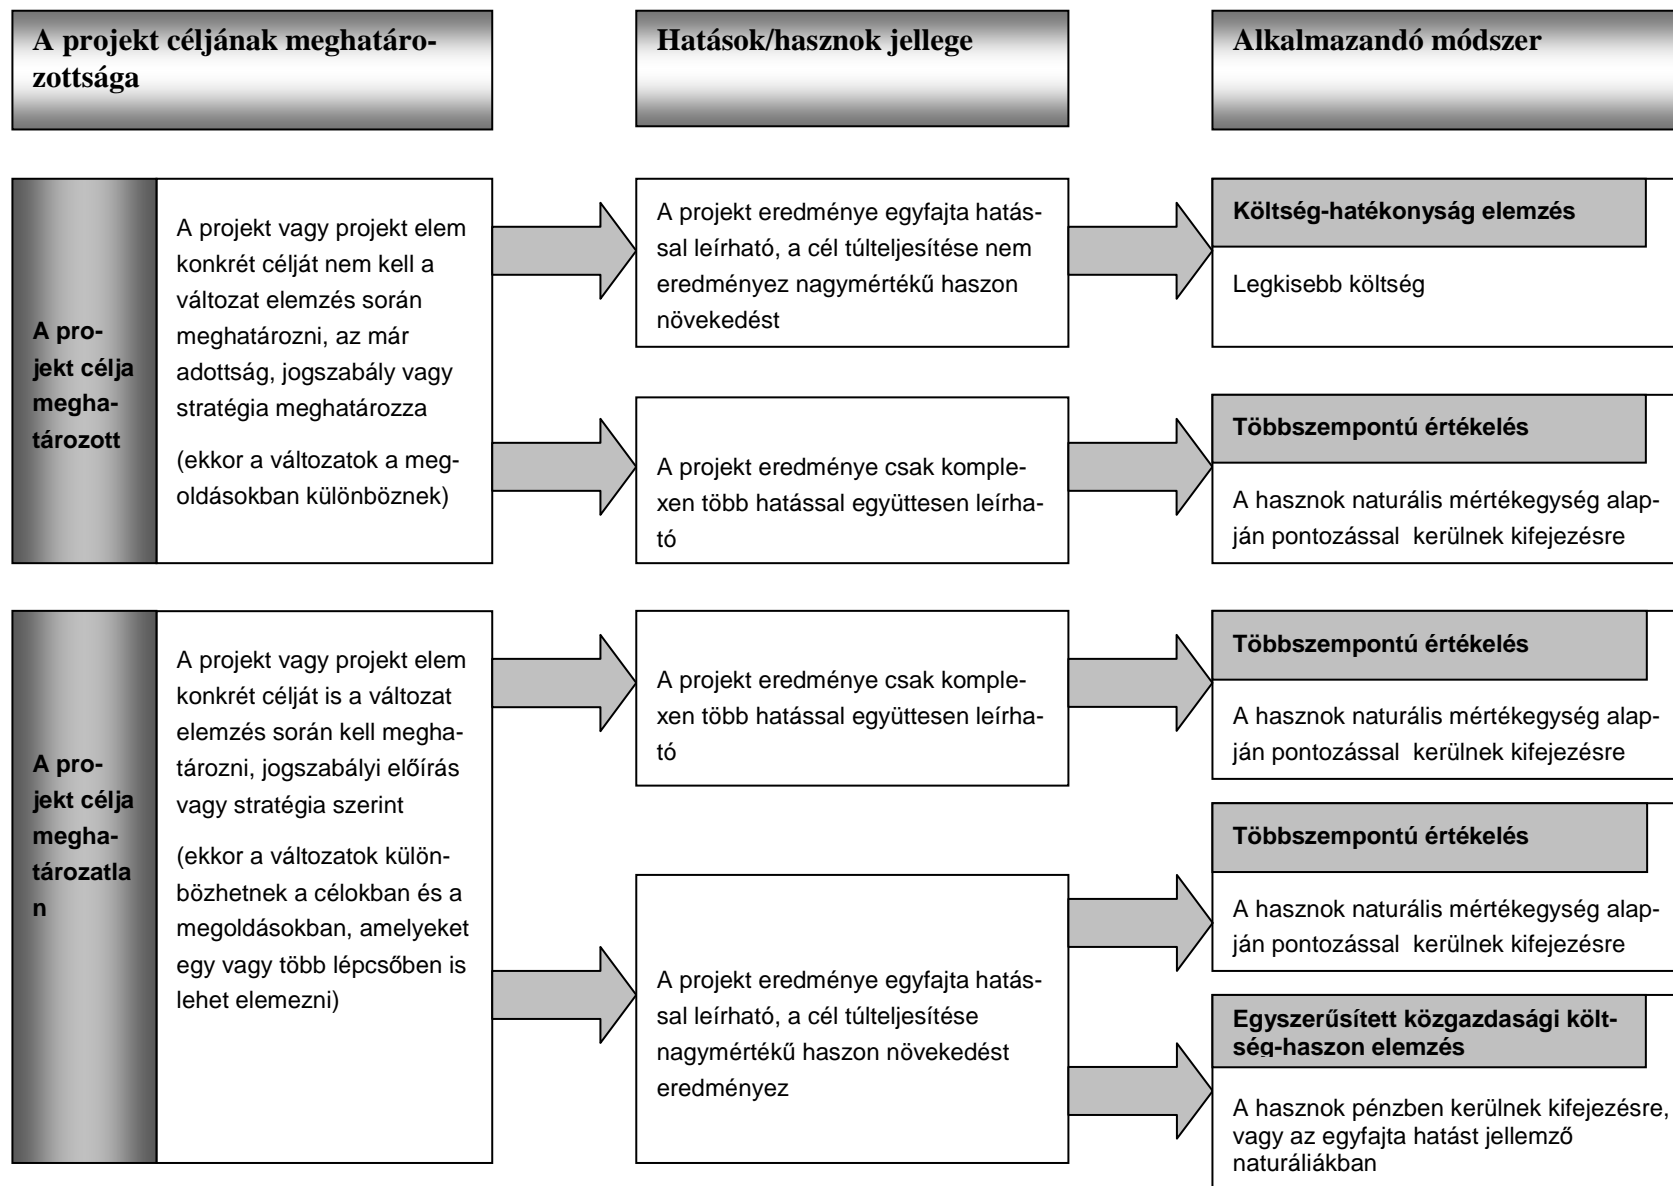 A projekt céljának meghatáro-
zottsága
Hatások/hasznok jellege
Alkalmazandó módszer
A pro-
jekt célja
megha-
tározott
A projekt vagy projekt elem
konkrét célját nem kell a
változat elemzés során
meghatározni, az már
adottság, jogszabály vagy
stratégia meghatározza
(ekkor a változatok a meg-
oldásokban különböznek)
A projekt eredménye egyfajta hatás-
sal leírható, a cél túlteljesítése nem
eredményez nagymértékű haszon
növekedést
Költség-hatékonyság elemzés
Legkisebb költség
A projekt eredménye csak komple-
xen több hatással együttesen leírha-
tó
Többszempontú értékelés
A hasznok naturális mértékegység alap-
ján pontozással  kerülnek kifejezésre
A pro-
jekt célja
megha-
tározatla
n
A projekt vagy projekt elem
konkrét célját is a változat
elemzés során kell megha-
tározni, jogszabályi előírás
vagy stratégia szerint
(ekkor a változatok külön-
bözhetnek a célokban és a
megoldásokban, amelyeket
egy vagy több lépcsőben is
lehet elemezni)
A projekt eredménye csak komple-
xen több hatással együttesen leírha-
tó
Többszempontú értékelés
A hasznok naturális mértékegység alap-
ján pontozással  kerülnek kifejezésre
A projekt eredménye egyfajta hatás-
sal leírható, a cél túlteljesítése
nagymértékű haszon növekedést
eredményez
Többszempontú értékelés
A hasznok naturális mértékegység alap-
ján pontozással  kerülnek kifejezésre
Egyszerűsített közgazdasági költ-
ség-haszon elemzés
A hasznok pénzben kerülnek kifejezésre,
vagy az egyfajta hatást jellemző
naturáliákban